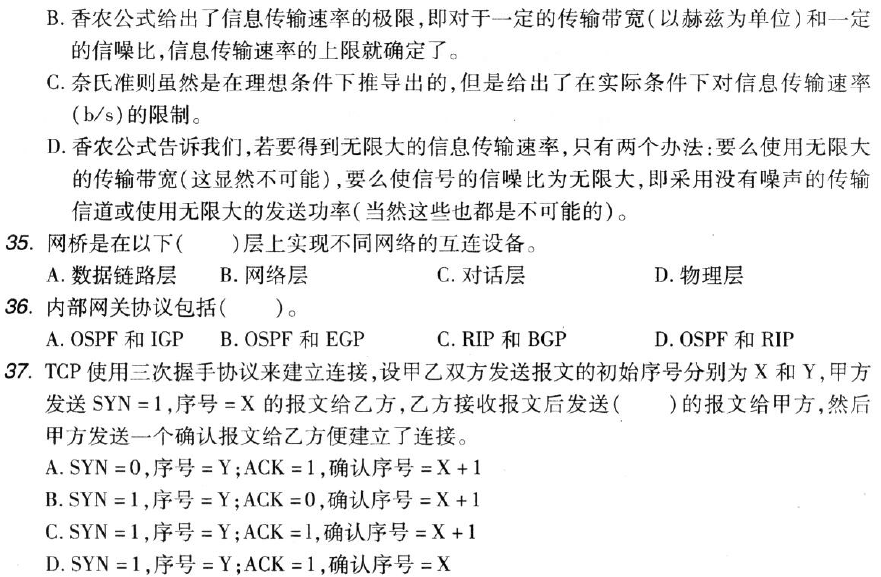 B. 香农公式给出了信息传输速率的极限,即对于一定的传输带宽(以赫兹为单位)和一定
的信噪比,信息传输速率的上限就确定了。
C. 奈氏准则虽然是在理想条件下推导出的,但是给出了在实际条件下对信息传输速率
(b/s)的限制。
D. 香农公式告诉我们,若要得到无限大的信息传输速率,只有两个办法:要么使用无限大
的传输带宽(这显然不可能),要么使信号的信噪比为无限大,即采用没有噪声的传输
信道或使用无限大的发送功率(当然这些也都是不可能的)。
35. 网桥是在以下( )层上实现不同网络的互连设备。
A. 数据链路层 B. 网络层 C. 对话层 D. 物理层
36. 内部网关协议包括( )。
A. OSPF 和 IGP B. OSPF 和 EGP C. RIP 和 BGP D. OSPF 和 RIP
37. TCP 使用三次握手协议来建立连接,设甲乙双方发送报文的初始序号分别为 X 和 Y,甲方
发送 SYN =1,序号 = X 的报文给乙方,乙方接收报文后发送( )的报文给甲方,然后
甲方发送一个确认报文给乙方便建立了连接。
A. SYN =0,序号 = Y;ACK =1,确认序号 = X +1
B. SYN =1,序号 = Y;ACK =0,确认序号 = X +1
C. SYN =1,序号 = Y;ACK =1,确认序号 = X +1
D. SYN =1,序号 = Y;ACK =1,确认序号 = X